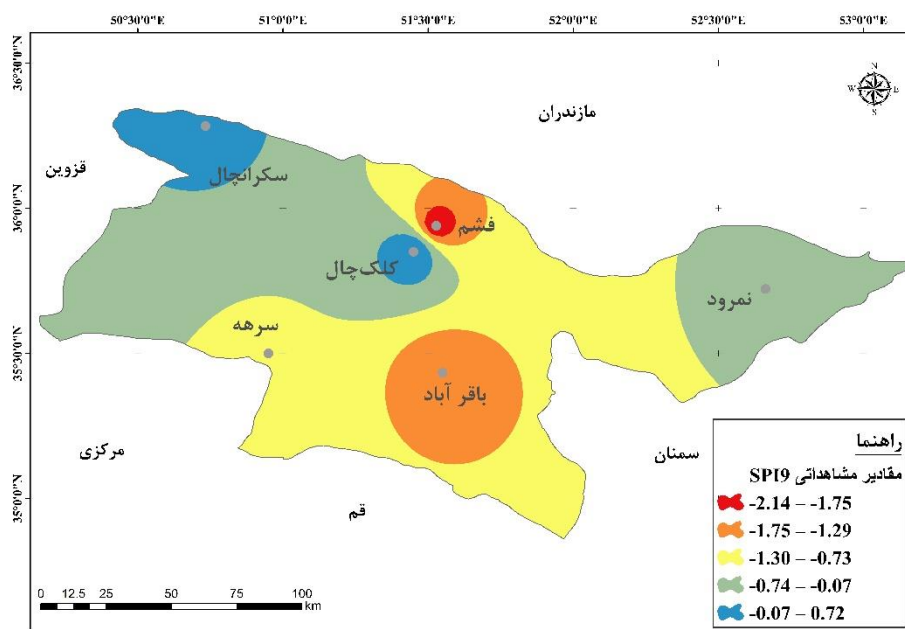 50°30'0"E 51°0'0"E 51°30'0"E 52°0'0"E 52°30'0"E 53°0'0"E
36°30'0"N
36°0'0"N
35°30'0"N
35°0'0"N
N
W E
S
مازندران
قزوین
سکرانچال
فشم
کلک‌چال
نمرود
سرهه
باقر آباد
مرکزی
سمنان
قم
راهنما
مقادیر مشاهداتی SPI9
-2.14 – -1.75
-1.75 – -1.29
-1.30 – -0.73
-0.74 – -0.07
-0.07 – 0.72
0 12.5 25 50 75 100
km